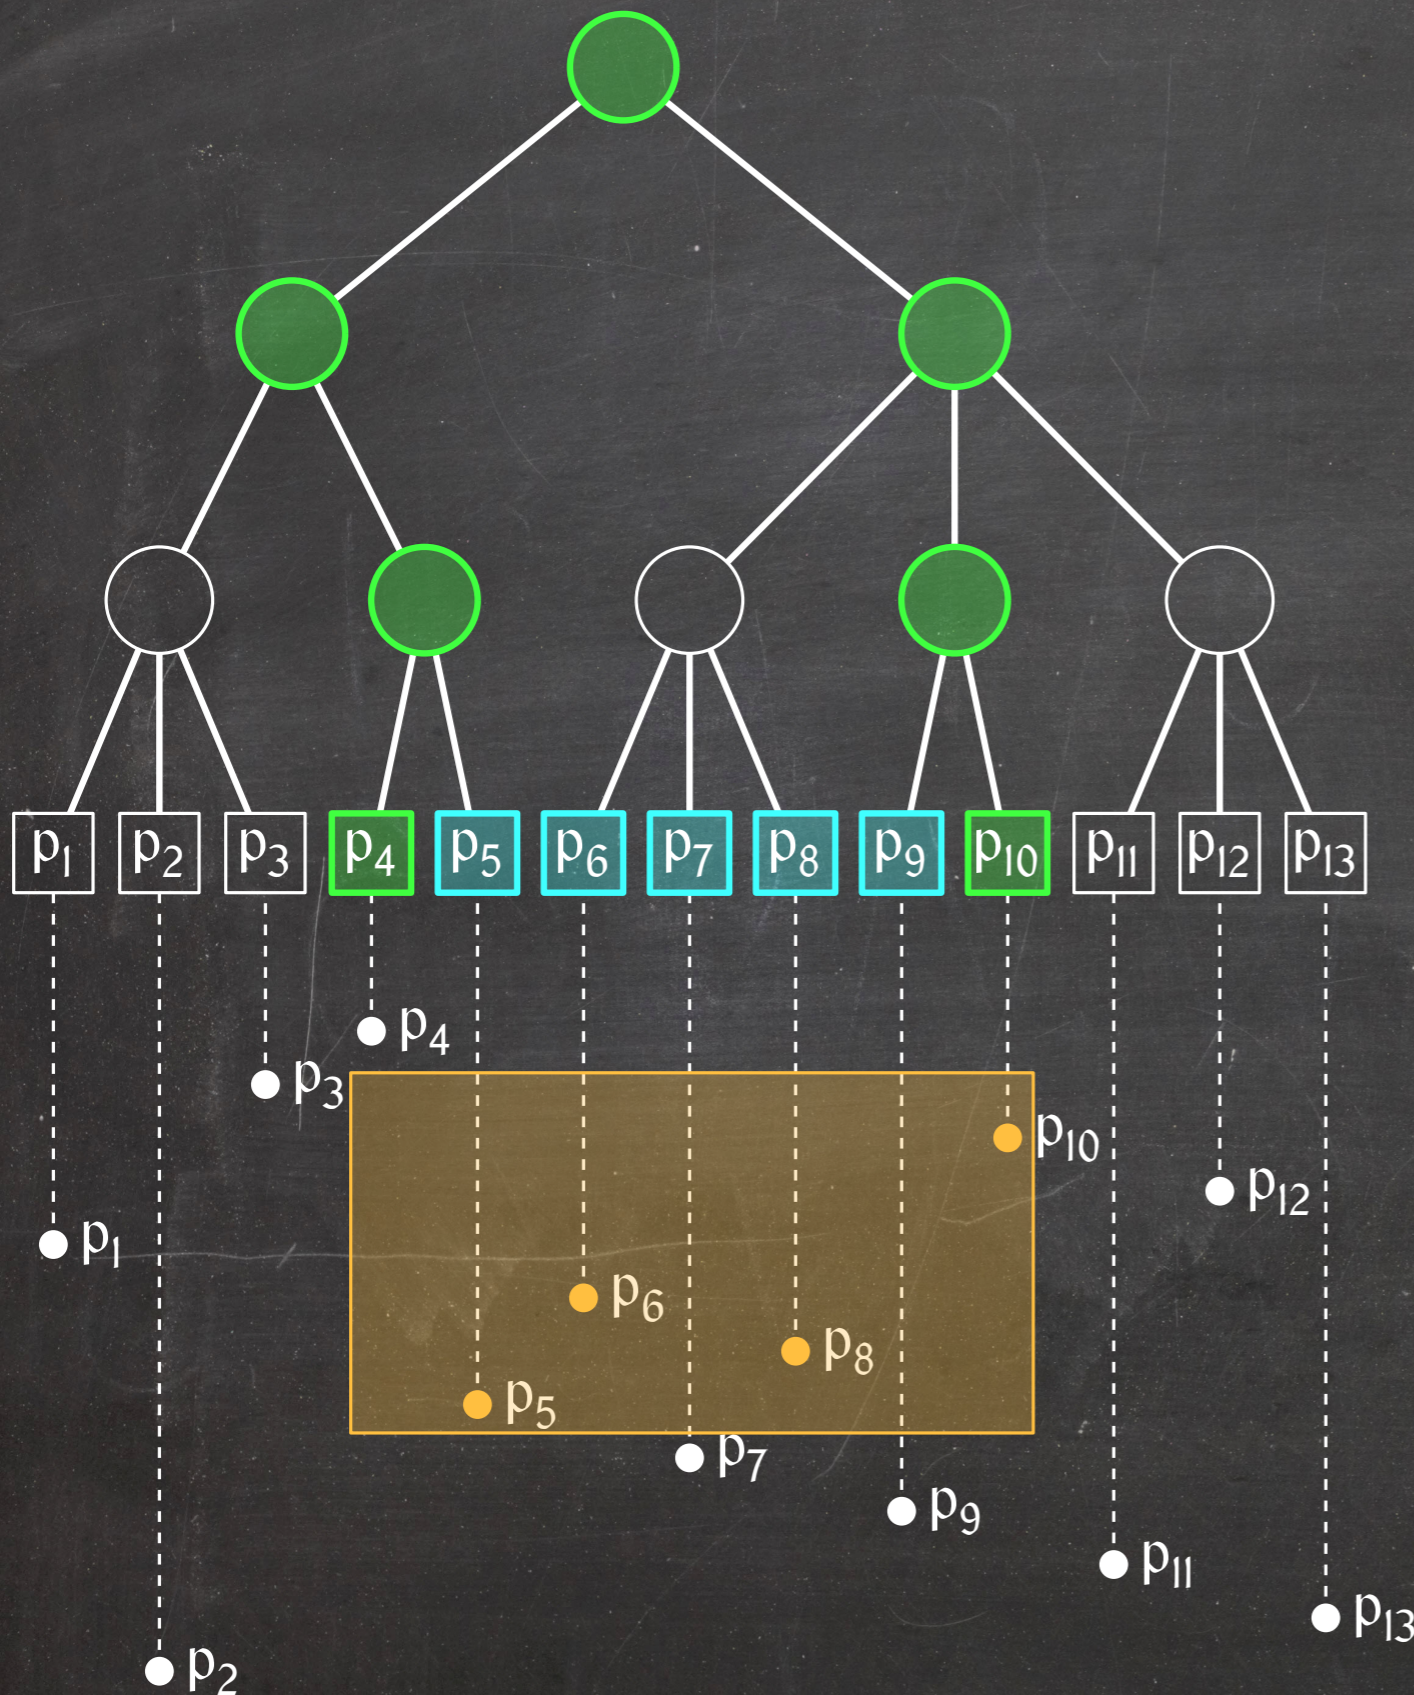 p₁ p₂ p₃ p₄ p₅ p₆ p₇ p₈ p₉ p₁₀ p₁₁ p₁₂ p₁₃
p₄
p₃
p₁₀
p₁₂
p₁
p₆
p₈
p₅
p₇
p₉
p₁₁
p₁₃
p₂